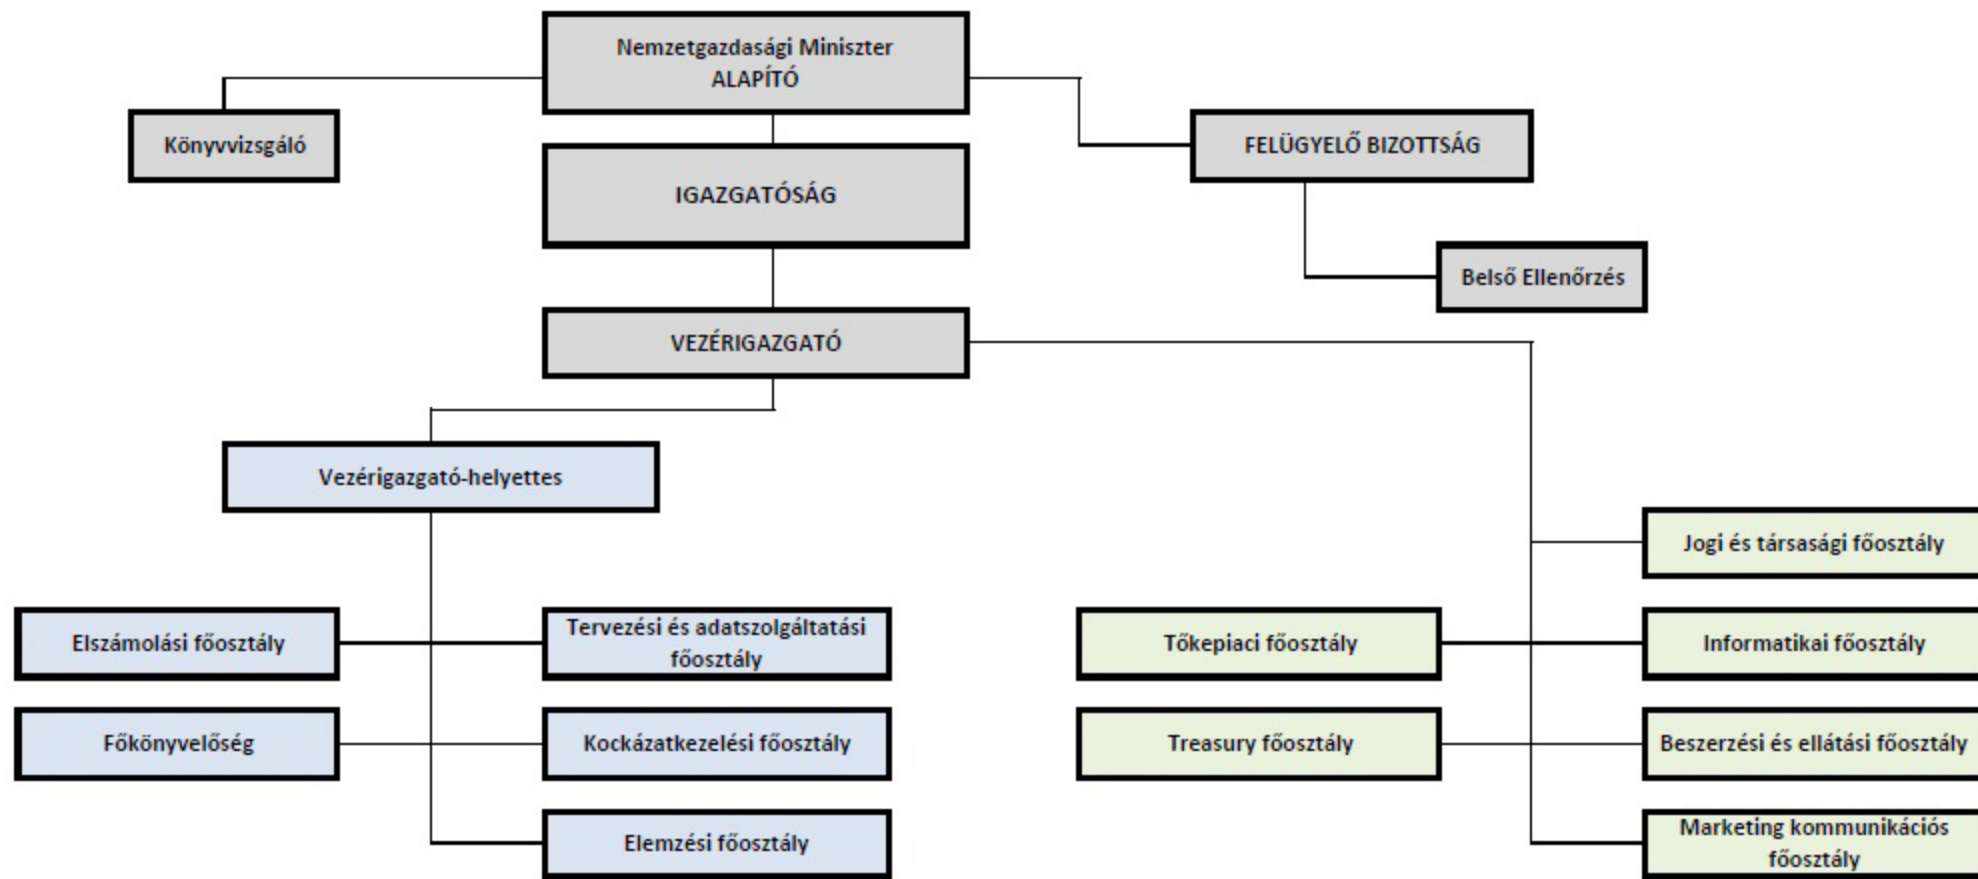 Nemzetgazdasági Miniszter
ALAPÍTÓ
Könyvvizsgáló
FELÜGYELŐ BIZOTTSÁG
IGAZGATÓSÁG
Belső Ellenőrzés
VEZÉRIGAZGATÓ
Vezérigazgató-helyettes
Jogi és társasági főosztály
Elszámolási főosztály
Tervezési és adatszolgáltatási
főosztály
Tőkepiaci főosztály
Informatikai főosztály
Főkönyvelőség
Kockázatkezelési főosztály
Treasury főosztály
Beszerzési és ellátási főosztály
Elemzési főosztály
Marketing kommunikációs
főosztály